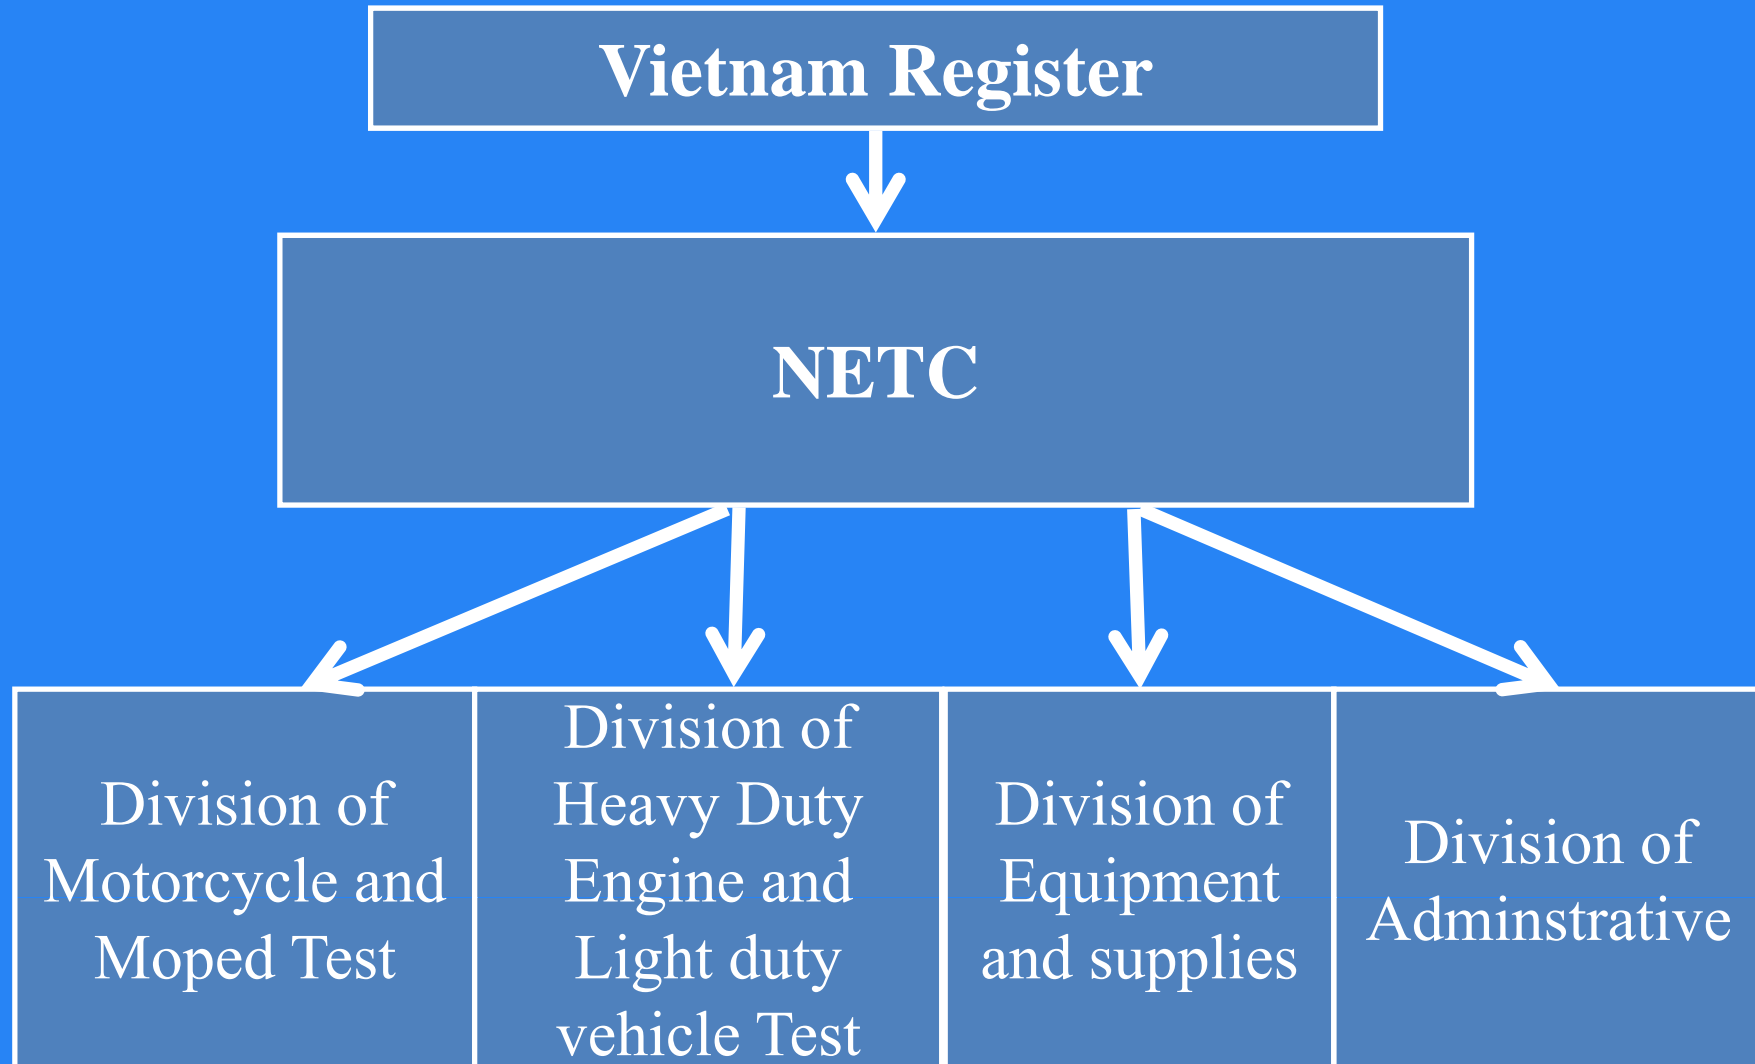 Vietnam Register
NETC
Division of
Motorcycle and
Moped Test
Division of
Heavy Duty
Engine and
Light duty
vehicle Test
Division of
Equipment
and supplies
Division of
Adminstrative